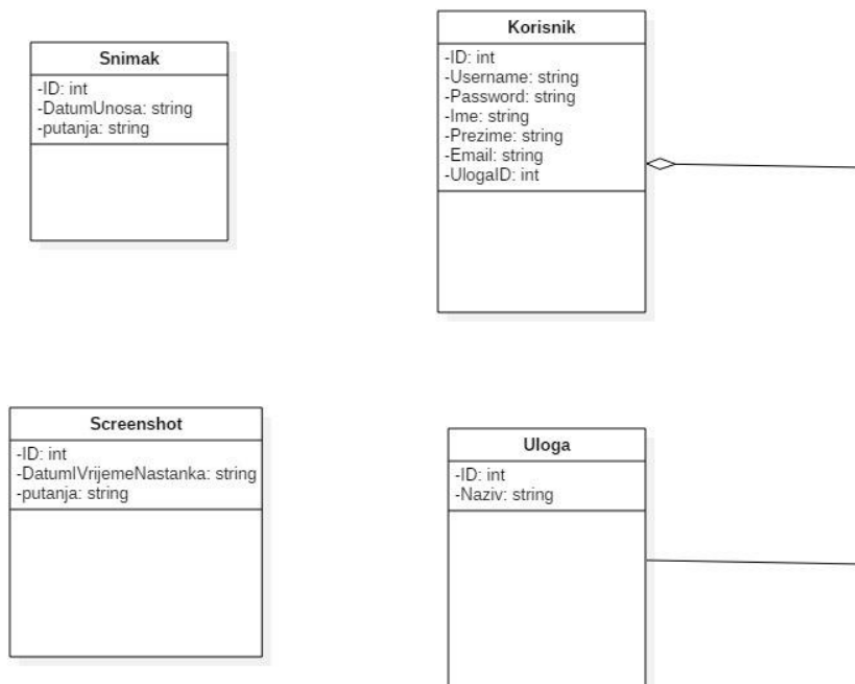 Snimak
-ID: int
-DatumUnosa: string
-putanja: string
Korisnik
-ID: int
-Username: string
-Password: string
-Ime: string
-Prezime: string
-Email: string
-UlogaID: int
Screenshot
-ID: int
-DatumIVrijemeNastanka: string
-putanja: string
Uloga
-ID: int
-Naziv: string